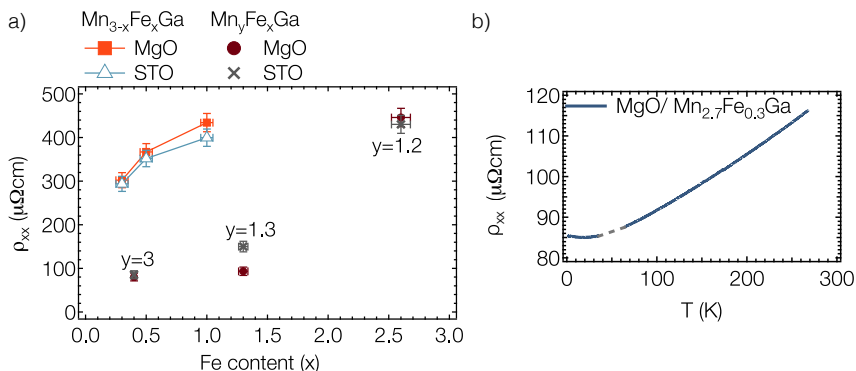 a)
Mn3-xFexGa MnyFexGa
MgO MgO
STO STO
ρxx (μΩcm)
500
400
300
200
100
0
y=3
y=1.3
y=1.2
0.0 0.5 1.0 1.5 2.0 2.5 3.0
Fe content (x)
b)
MgO/ Mn2.7Fe0.3Ga
ρxx (μΩcm)
120
110
100
90
80
0 100 200 300
T (K)